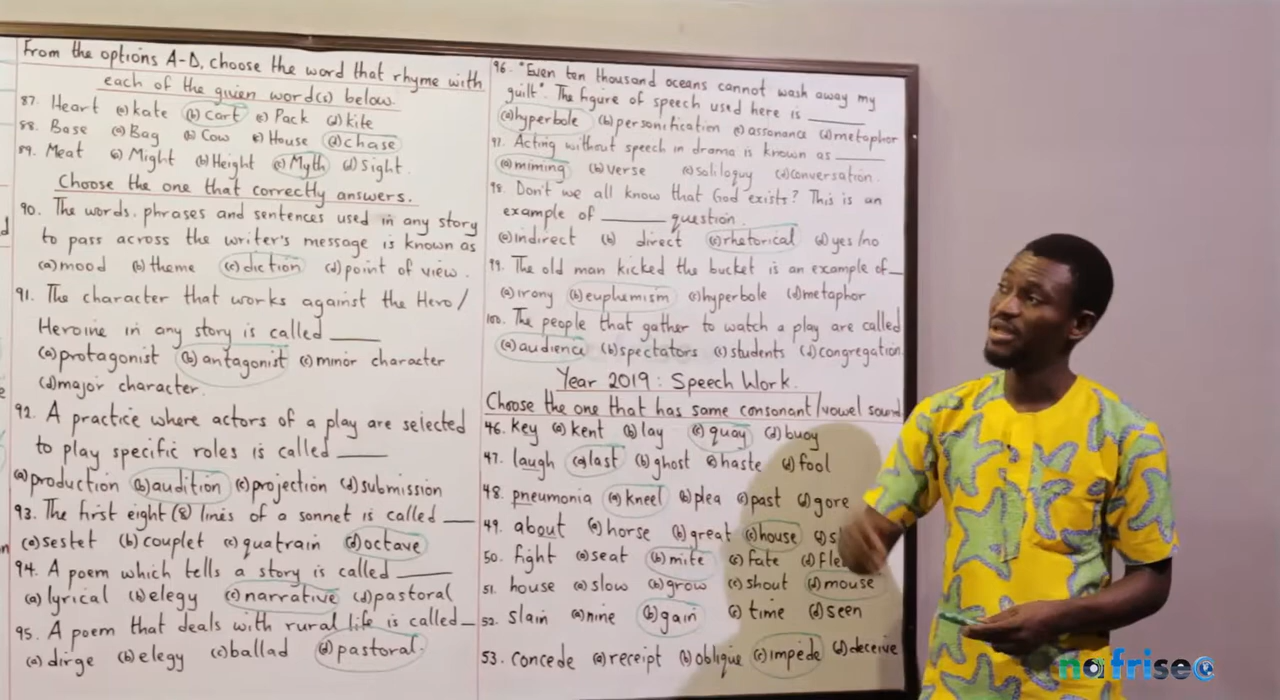 From the options A-D, choose the word that rhyme with
each of the given word(s) below.
87. Heart (a) kate (b) cart (c) Pack (d) kite
88. Base (a) Bag (b) Cow (c) House (d) chase
89. Meat (a) Might (b) Height (c) Myth (d) Sight.
Choose the one that correctly answers.
90. The words, phrases and sentences used in any story
to pass across the writer's message is known as
(a) mood (b) theme (c) diction (d) point of view.
91. The character that works against the Hero/
Heroine in any story is called _____
(a) protagonist (b) antagonist (c) minor character
(d) major character.
92. A practice where actors of a play are selected
to play specific roles is called _____
(a) production (b) audition (c) projection (d) submission
93. The first eight (8) lines of a sonnet is called ___
(a) sestet (b) couplet (c) quatrain (d) octave
94. A poem which tells a story is called _____
(a) lyrical (b) elegy (c) narrative (d) pastoral
95. A poem that deals with rural life is called _
(a) dirge (b) elegy (c) ballad (d) pastoral.
96. "Even ten thousand oceans cannot wash away my
guilt". The figure of speech used here is _____
(a) hyperbole (b) personification (c) assonance (d) metaphor
97. Acting without speech in drama is known as _____
(a) miming (b) verse (c) soliloquy (d) conversation.
98. Don't we all know that God exists? This is an
example of ______ question.
(a) indirect (b) direct (c) rhetorical (d) yes/no
99. The old man kicked the bucket is an example of _
(a) irony (b) euphemism (c) hyperbole (d) metaphor
100. The people that gather to watch a play are called
(a) audience (b) spectators (c) students (d) congregation.
Year 2019: Speech Work.
Choose the one that has same consonant/vowel sound
46. key (a) kent (b) lay (c) quay (d) buoy
47. laugh (a) last (b) ghost (c) haste (d) fool
48. pneumonia (a) kneel (b) plea (c) past (d) gore
49. about (a) horse (b) great (c) house (d)
50. fight (a) seat (b) mite (c) fate (d)
51. house (a) slow (b) grow (c) shout (d) mouse
52. slain (a) nine (b) gain (c) time (d) seen
53. concede (a) receipt (b) oblique (c) impede (d) deceive
nafrisec